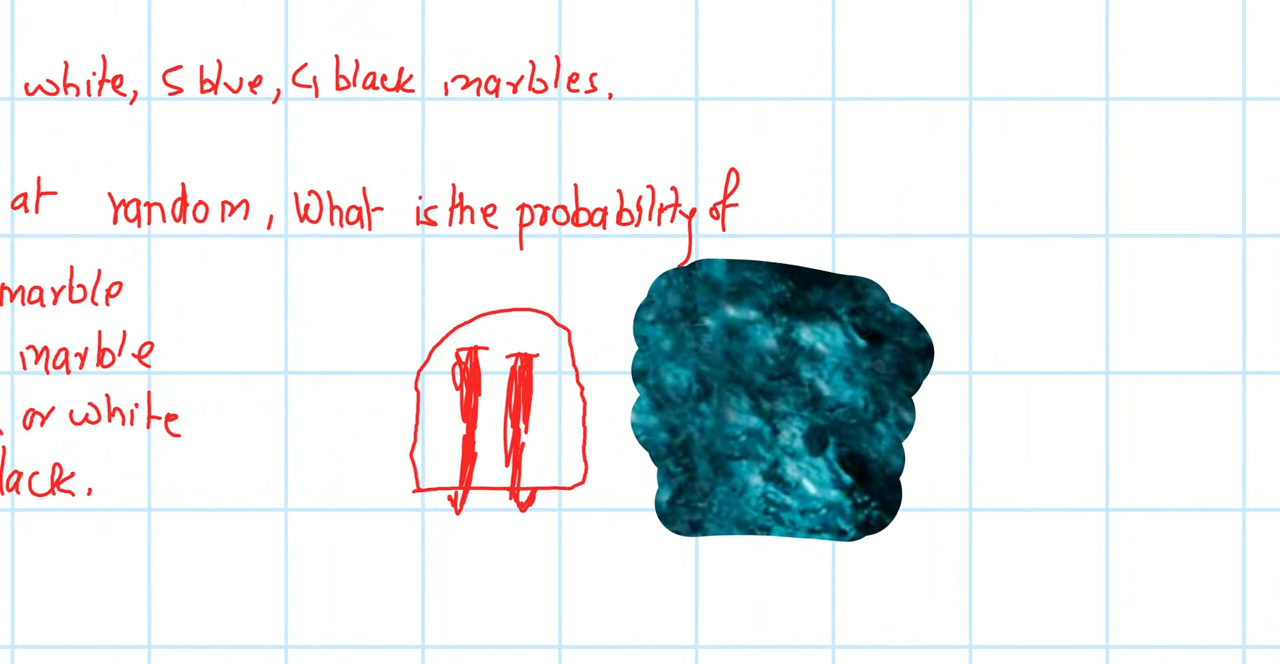 white, 5 blue, 4 black marbles.
at random, What is the probability of
marble
marble
or white
lack.